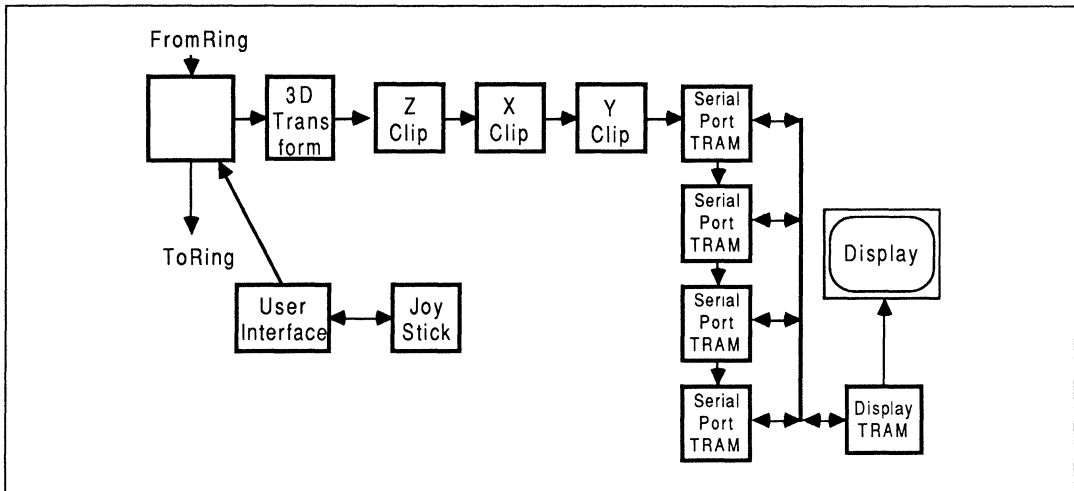 FromRing
3D
Trans
form
Z
Clip
X
Clip
Y
Clip
Serial
Port
TRAM
Serial
Port
TRAM
Display
ToRing
User
Interface
Joy
Stick
Serial
Port
TRAM
Serial
Port
TRAM
Display
TRAM